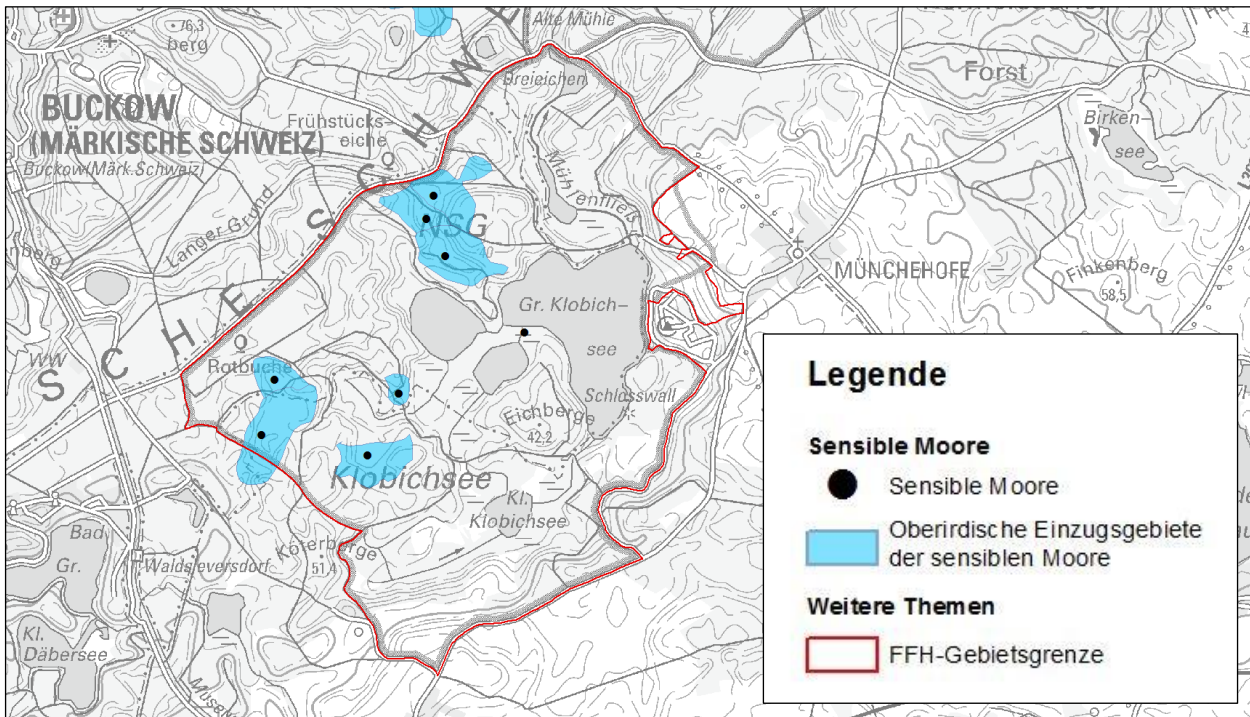 76,3
berg
Alte Mühle
BUCKOW
(MÄRKISCHE SCHWEIZ)
Buckow(Märk.Schweiz)
Frühstücks-
eiche
Dreieichen
Forst
Birken-
see
Langer Grund
S C H E S C H W E
NSG
Mühlenfließ
MÜNCHEHOFE
Finkenberg
58,5
Gr. Klobich-
see
WW
Rotbuche
Schlosswall
Eichberge
42,2
Klobichsee
Kl.
Klobichsee
Köterberge
51,4
Bad
Gr.
Waldsieversdorf
Kl.
Däbersee
Legende
Sensible Moore
Sensible Moore
Oberirdische Einzugsgebiete
der sensiblen Moore
Weitere Themen
FFH-Gebietsgrenze